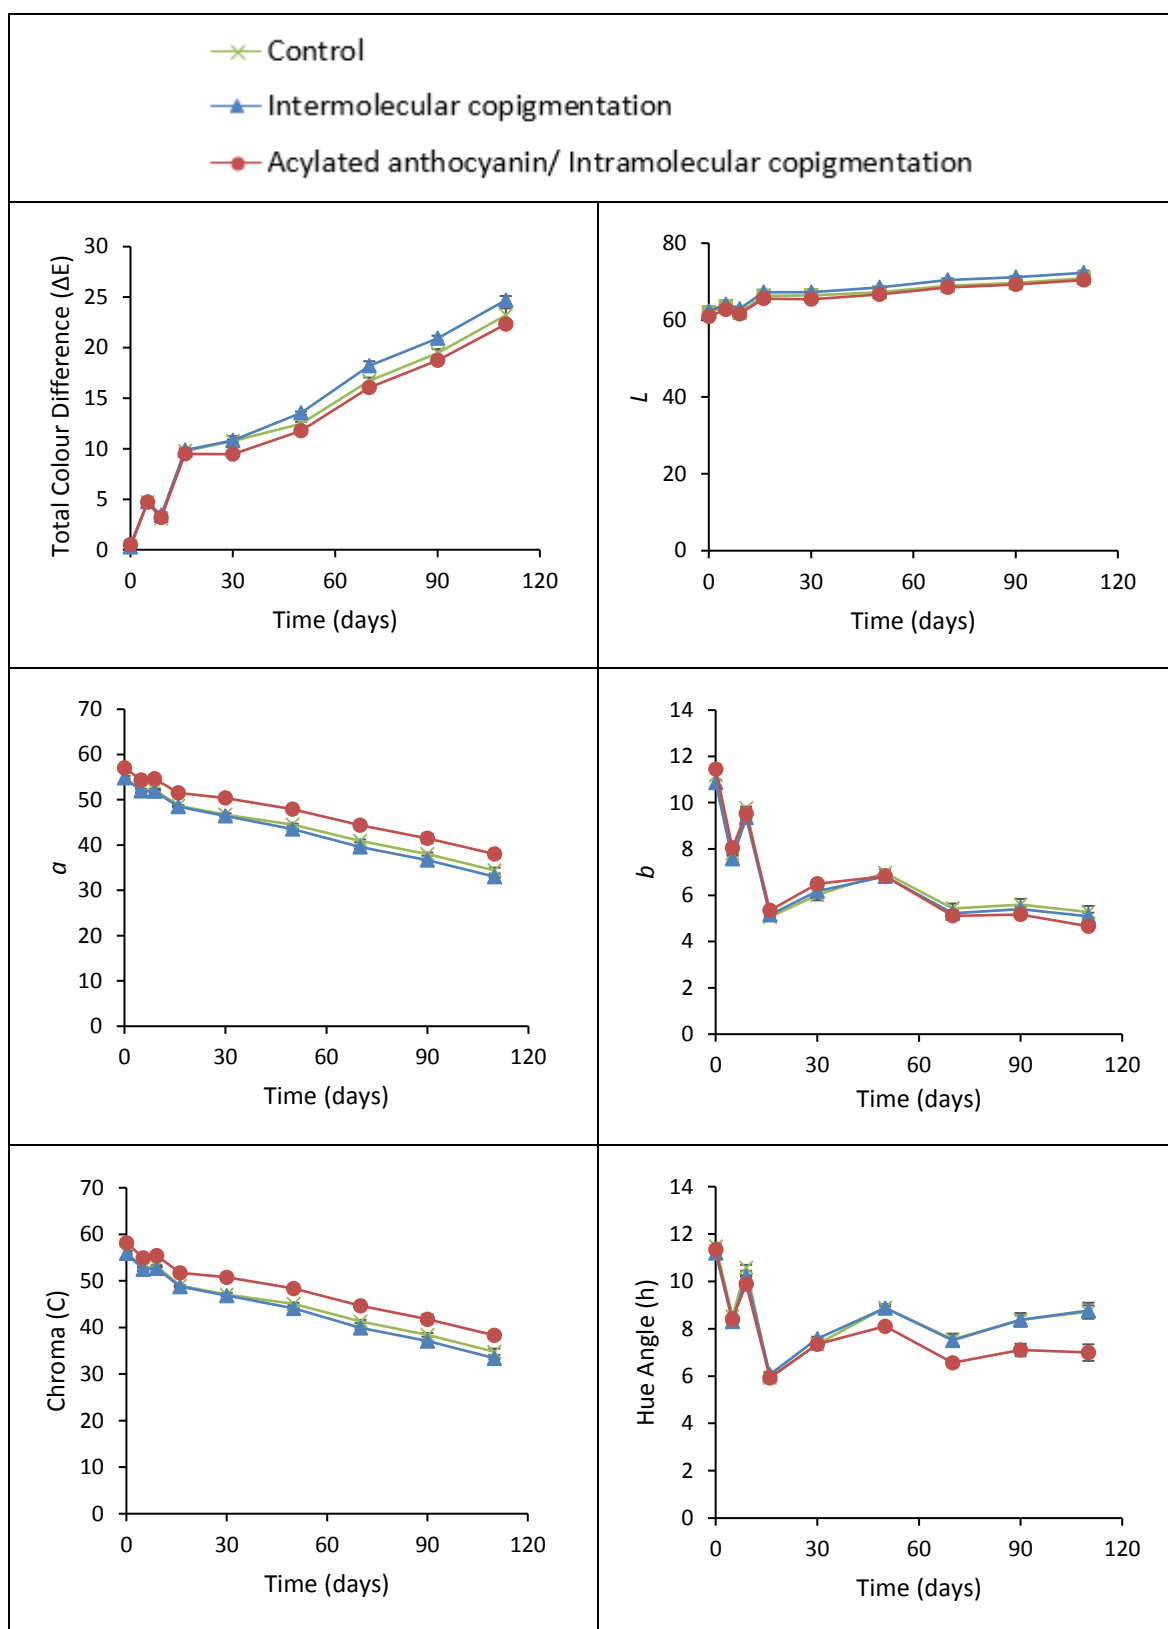 Control
Intermolecular copigmentation
Acylated anthocyanin/ Intramolecular copigmentation
Total Colour Difference (ΔE)
30
25
20
15
10
5
0
0 30 60 90 120
Time (days)
L
80
60
40
20
0
0 30 60 90 120
Time (days)
a
70
60
50
40
30
20
10
0
0 30 60 90 120
Time (days)
b
14
12
10
8
6
4
2
0
0 30 60 90 120
Time (days)
Chroma (C)
70
60
50
40
30
20
10
0
0 30 60 90 120
Time (days)
Hue Angle (h)
14
12
10
8
6
4
2
0
0 30 60 90 120
Time (days)